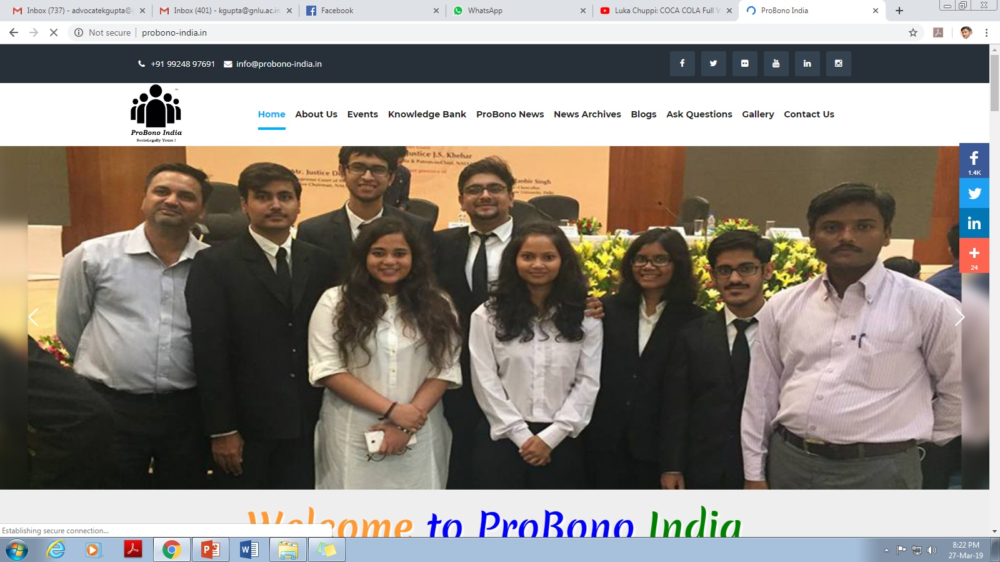 Inbox (737) - advocatekgupta@g
Inbox (401) - kgupta@gnlu.ac.in
Facebook
WhatsApp
Luka Chuppi: COCA COLA Full V
ProBono India
Not secure
probono-india.in
+91 99248 97691
info@probono-india.in
ProBono India
SocioLegally Yours !
Home
About Us
Events
Knowledge Bank
ProBono News
News Archives
Blogs
Ask Questions
Gallery
Contact Us
Justice J.S. Khehar
Mr. Justice
1.4K
24
Welcome to ProBono India
Establishing secure connection...
8:22 PM
27-Mar-19